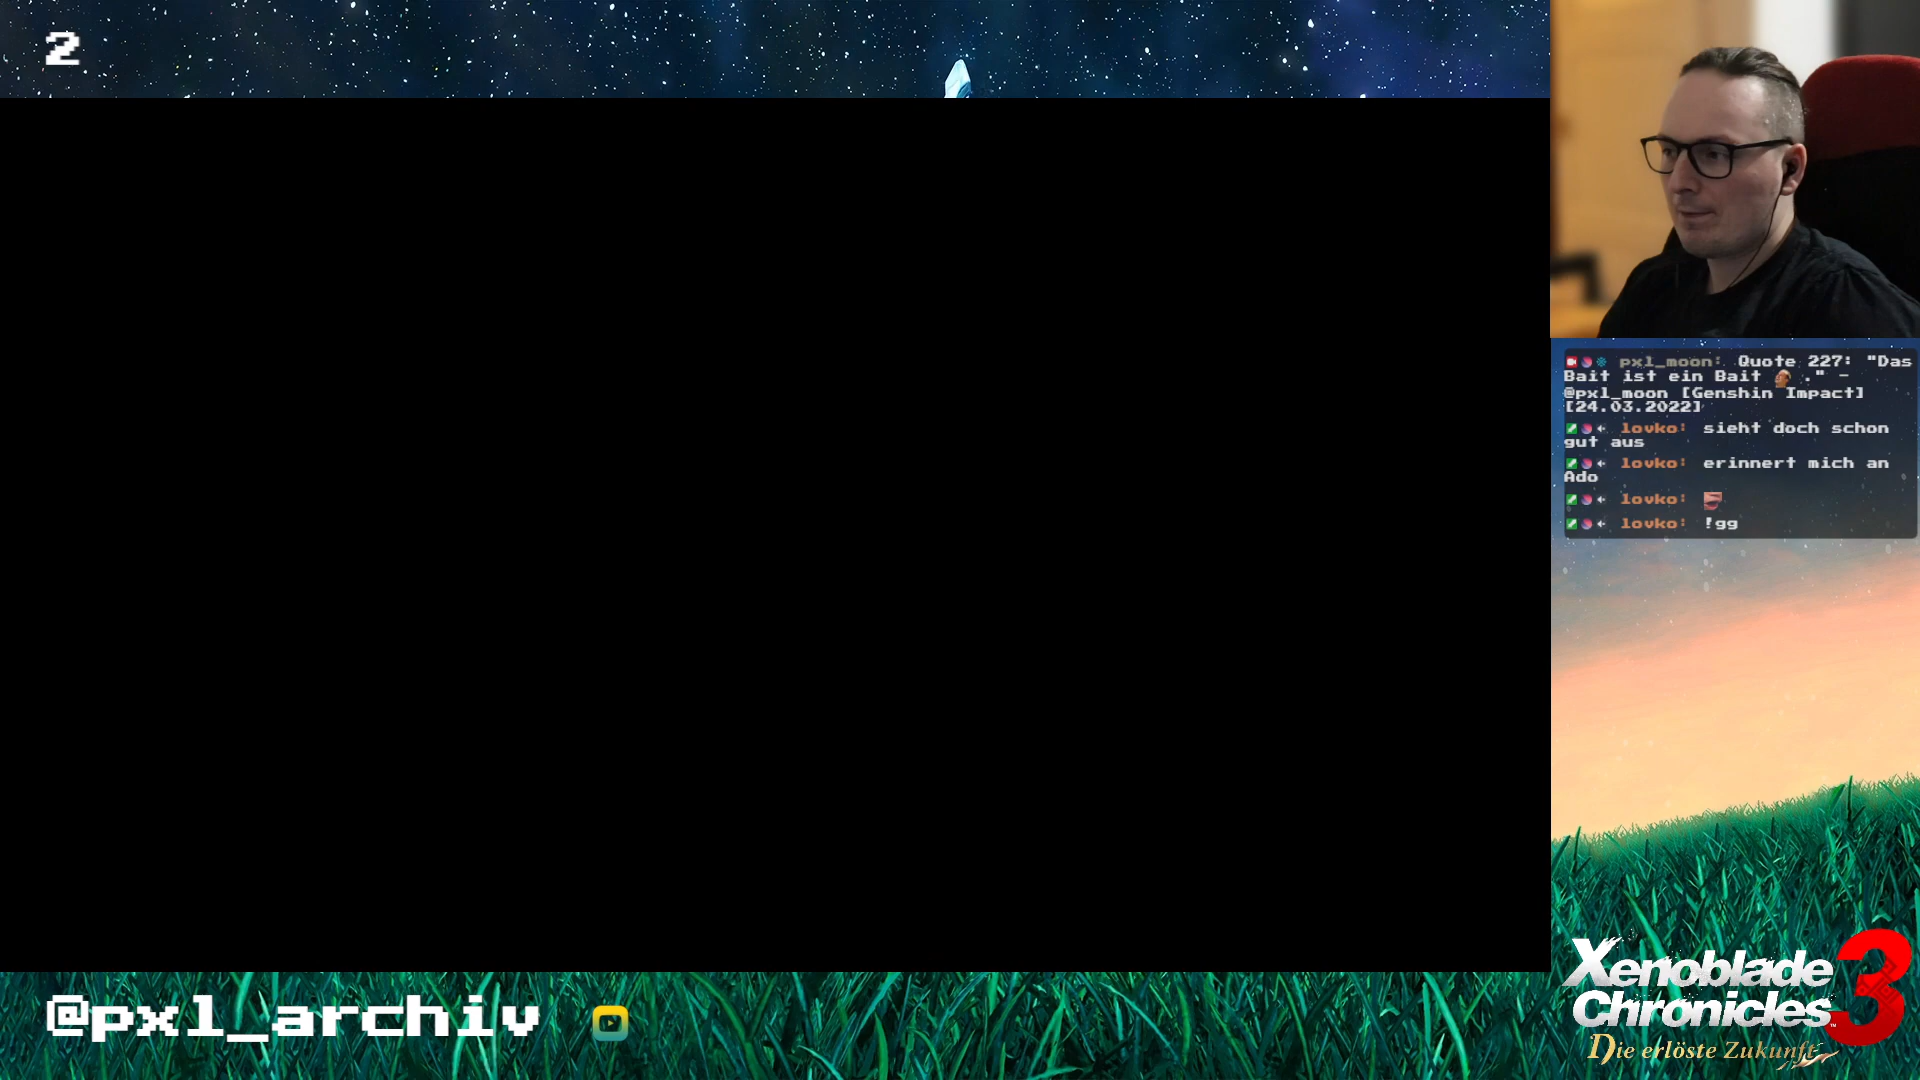 2
pxl_moon: Quote 227: "Das
Bait ist ein Bait ." -
@pxl_moon [Genshin Impact]
[24.03.2022]
lovko: sieht doch schon
gut aus
lovko: erinnert mich an
Ado
lovko:
lovko: !gg
@pxl_archiv
Xenoblade
Chronicles 3
Die erlöste Zukunft